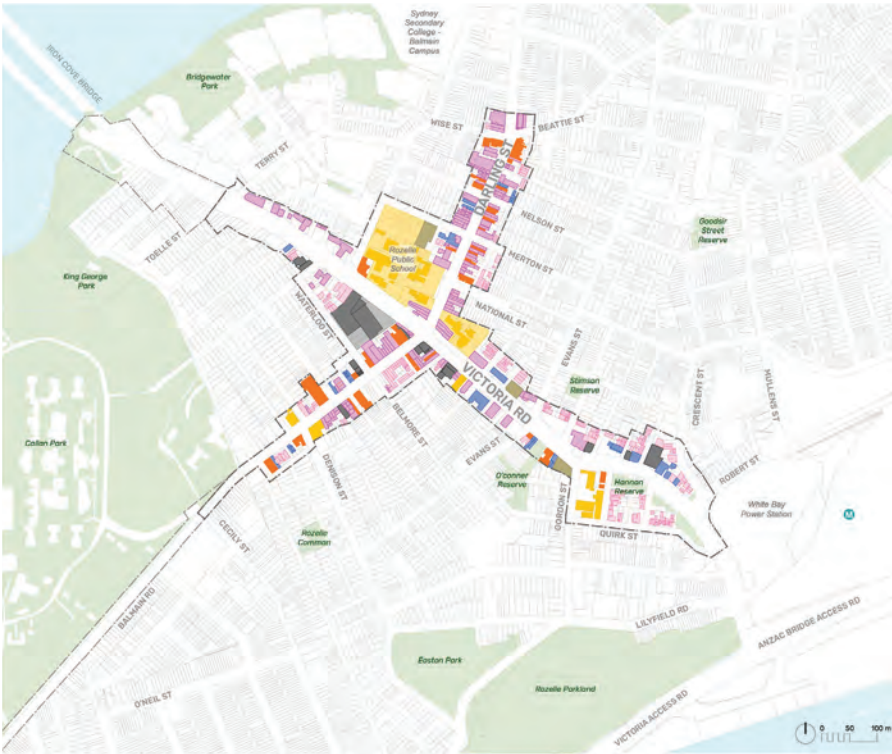 Sydney
Secondary
College -
Balmain
Campus
IRON COVE BRIDGE
Bridgewater
Park
WISE ST
BEATTIE ST
TERRY ST
DARLING ST
NELSON ST
TOELLE ST
Rozelle
Public
School
MERTON ST
Goodsir
Street
Reserve
King George
Park
WATERLOO ST
NATIONAL ST
EVANS ST
VICTORIA RD
Stimson
Reserve
CRESCENT ST
MULLENS ST
Callan Park
BELMORE ST
EVANS ST
DENISON ST
O'conner
Reserve
GORDON ST
Hannan
Reserve
ROBERT ST
White Bay
Power Station
M
CECILY ST
Rozelle
Common
QUIRK ST
BALMAIN RD
LILYFIELD RD
ANZAC BRIDGE ACCESS RD
Easton Park
O'NEIL ST
Rozelle Parkland
VICTORIA ACCESS RD
0 50 100 m